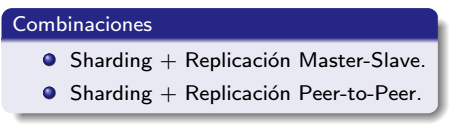 Combinaciones
Sharding + Replicación Master-Slave.
Sharding + Replicación Peer-to-Peer.